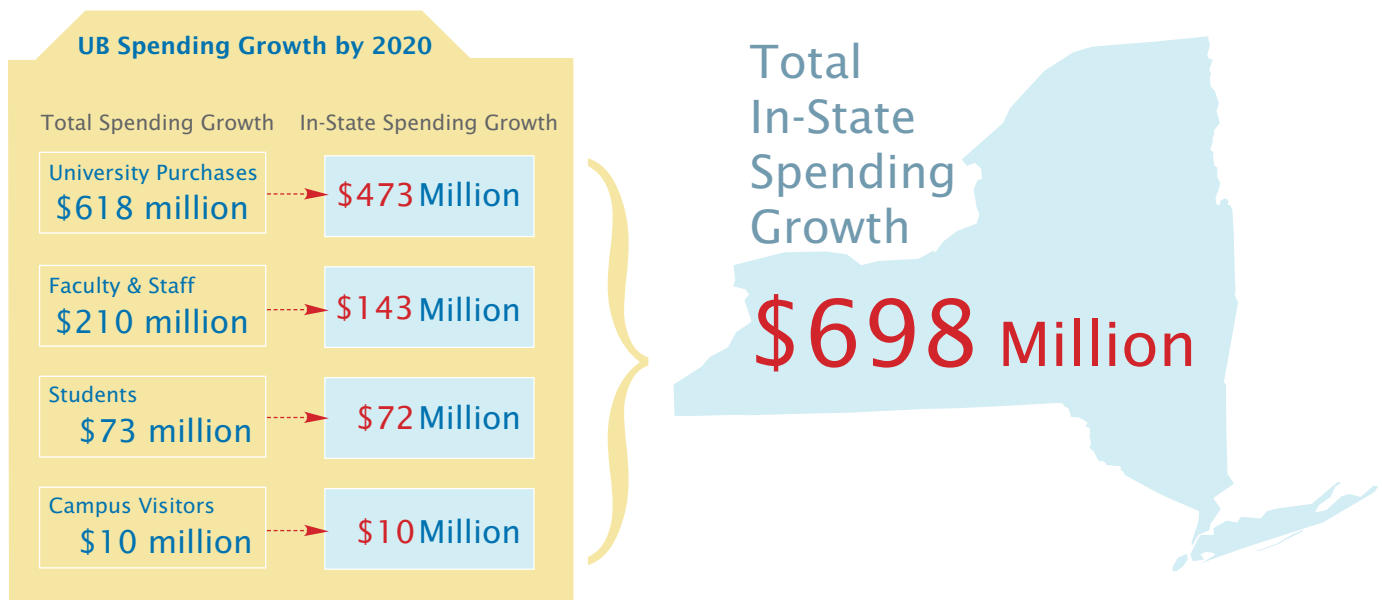 UB Spending Growth by 2020
Total Spending Growth
In-State Spending Growth
University Purchases
$618 million
$473 Million
Faculty & Staff
$210 million
$143 Million
Students
$73 million
$72 Million
Campus Visitors
$10 million
$10 Million
Total
In-State
Spending
Growth
$698 Million